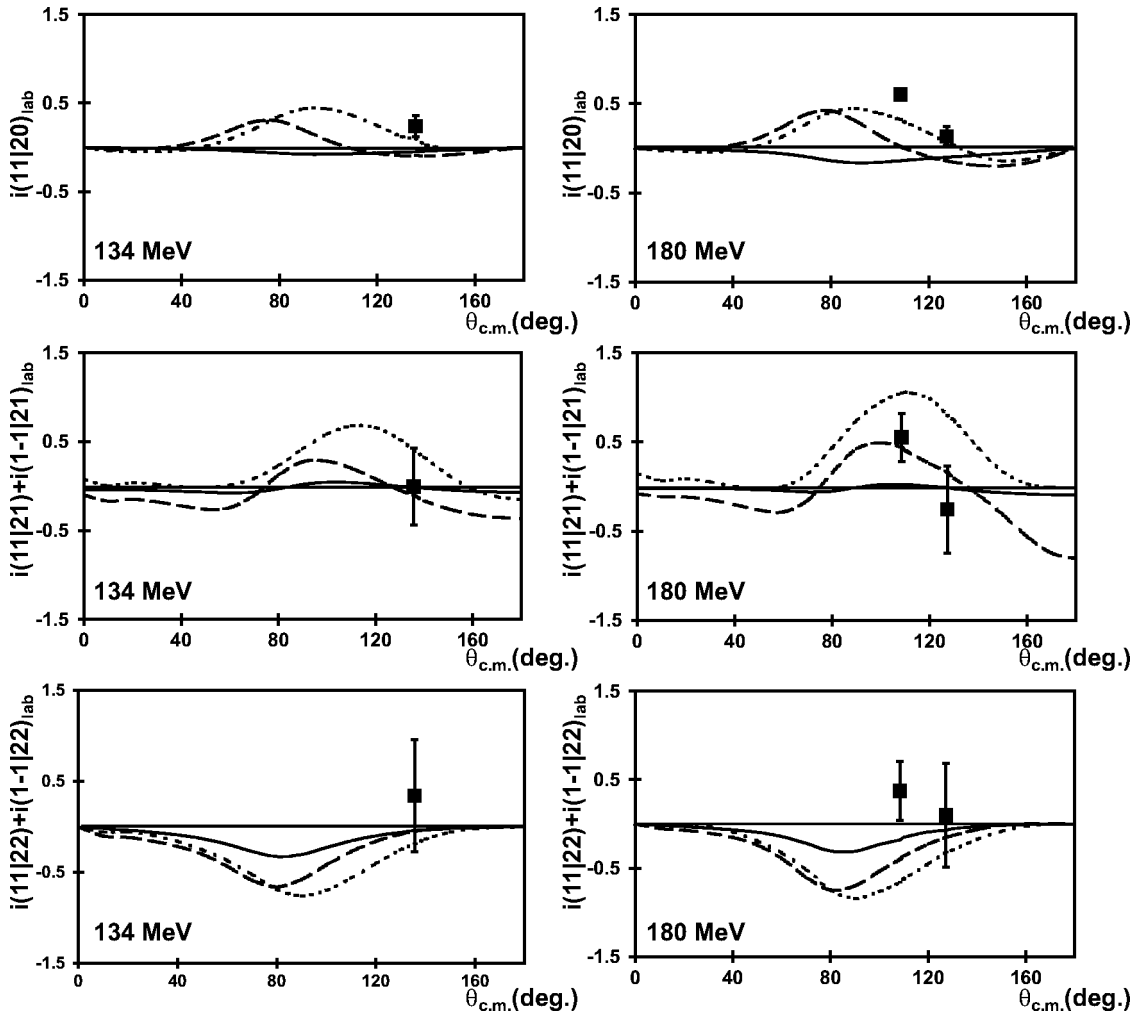 i(11|20)lab
1.5
0.5
-0.5
-1.5
134 MeV
0 40 80 120 160
θc.m.(deg.)
i(11|20)lab
1.5
0.5
-0.5
-1.5
180 MeV
0 40 80 120 160
θc.m.(deg.)
i(11|21)+i(1-1|21)lab
1.5
0.5
-0.5
-1.5
134 MeV
0 40 80 120 160
θc.m.(deg.)
i(11|21)+i(1-1|21)lab
1.5
0.5
-0.5
-1.5
180 MeV
0 40 80 120 160
θc.m.(deg.)
i(11|22)+i(1-1|22)lab
1.5
0.5
-0.5
-1.5
134 MeV
0 40 80 120 160
θc.m.(deg.)
i(11|22)+i(1-1|22)lab
1.5
0.5
-0.5
-1.5
180 MeV
0 40 80 120 160
θc.m.(deg.)